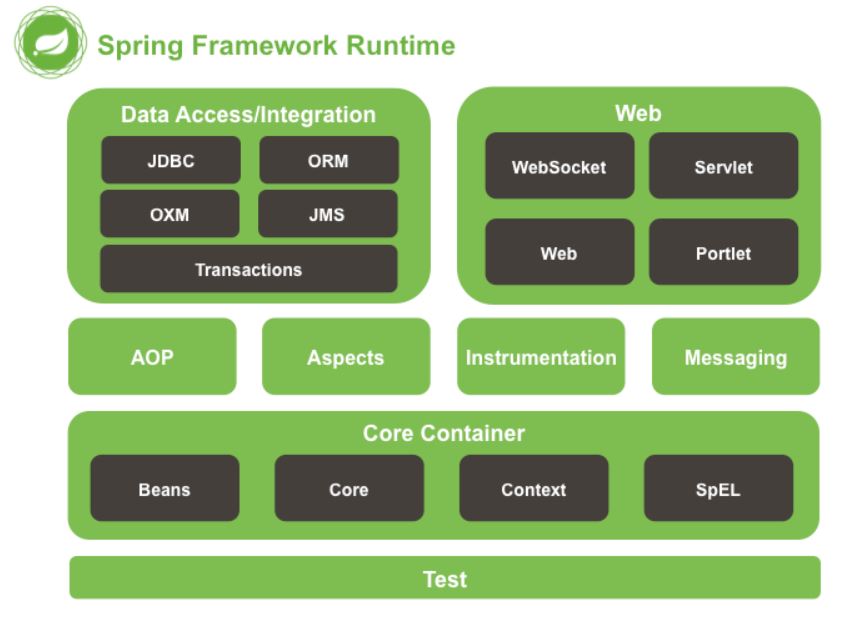 Spring Framework Runtime
Data Access/Integration
JDBC
ORM
OXM
JMS
Transactions
Web
WebSocket
Servlet
Web
Portlet
AOP
Aspects
Instrumentation
Messaging
Core Container
Beans
Core
Context
SpEL
Test